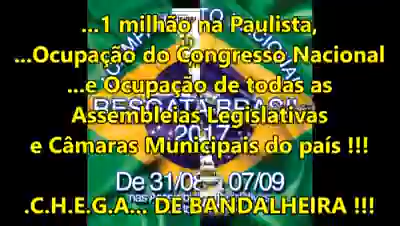 ...1 milhão na Paulista,
...Ocupação do Congresso Nacional
...e Ocupação de todas as
Assembleias Legislativas
RESGATA BRASIL
2017
e Câmaras Municipais do país !!!
De 31/08 a 07/09
.C.H.E.G.A... DE BANDALHEIRA !!!